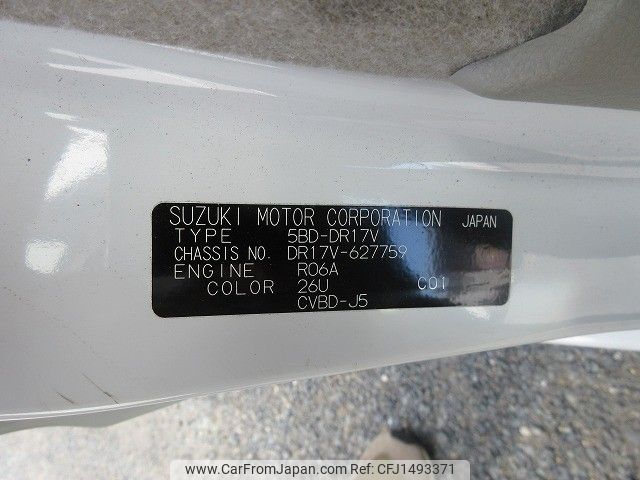 SUZUKI MOTOR CORPORATION JAPAN
TYPE 5BD-DR17V
CHASSIS NO. DR17V-627759
ENGINE R06A
COLOR 26U C01
CVBD-J5
www.CarFromJapan.com | Ref No: CFJ1493371